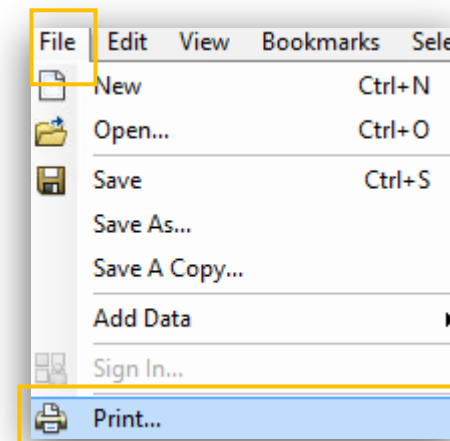 File Edit View Bookmarks Sele
New Ctrl+N
Open... Ctrl+O
Save Ctrl+S
Save As...
Save A Copy...
Add Data
Sign In...
Print...